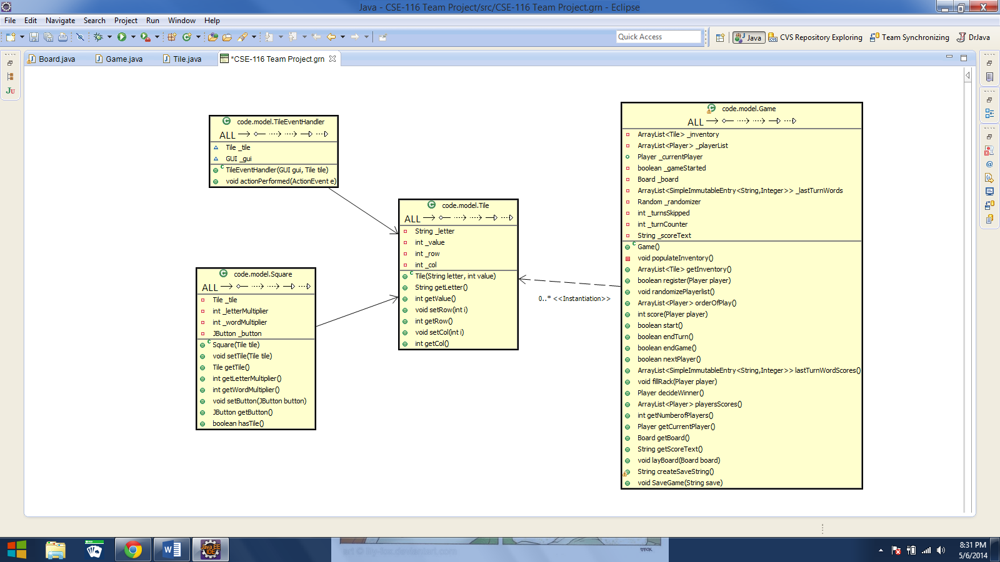 Java - CSE-116 Team Project/src/CSE-116 Team Project.grn - Eclipse
File Edit Navigate Search Project Run Window Help
Quick Access
Java
CVS Repository Exploring
Team Synchronizing
DrJava
Board.java
Game.java
Tile.java
*CSE-116 Team Project.grn
code.model.TileEventHandler
ALL
Tile _tile
GUI _gui
TileEventHandler(GUI gui, Tile tile)
void actionPerformed(ActionEvent e)
code.model.Square
ALL
Tile _tile
int _letterMultiplier
int _wordMultiplier
JButton _button
Square(Tile tile)
void setTile(Tile tile)
Tile getTile()
int getLetterMultiplier()
int getWordMultiplier()
void setButton(JButton button)
JButton getButton()
boolean hasTile()
code.model.Tile
ALL
String _letter
int _value
int _row
int _col
Tile(String letter, int value)
String getLetter()
int getValue()
void setRow(int i)
int getRow()
void setCol(int i)
int getCol()
0..* <<Instantiation>>
code.model.Game
ALL
ArrayList<Tile> _inventory
ArrayList<Player> _playerList
Player _currentPlayer
boolean _gameStarted
Board _board
ArrayList<SimpleImmutableEntry<String,Integer>> _lastTurnWords
Random _randomizer
int _turnsSkipped
int _turnCounter
String _scoreText
Game()
void populateInventory()
ArrayList<Tile> getInventory()
boolean register(Player player)
void randomizePlayerlist()
ArrayList<Player> orderOfPlay()
int score(Player player)
boolean start()
boolean endTurn()
boolean endGame()
boolean nextPlayer()
ArrayList<SimpleImmutableEntry<String,Integer>> lastTurnWordScores()
void fillRack(Player player)
Player decideWinner()
ArrayList<Player> playersScores()
int getNumberofPlayers()
Player getCurrentPlayer()
Board getBoard()
String getScoreText()
void layBoard(Board board)
String createSaveString()
void SaveGame(String save)
Java EE
IDE
8:31 PM
5/6/2014